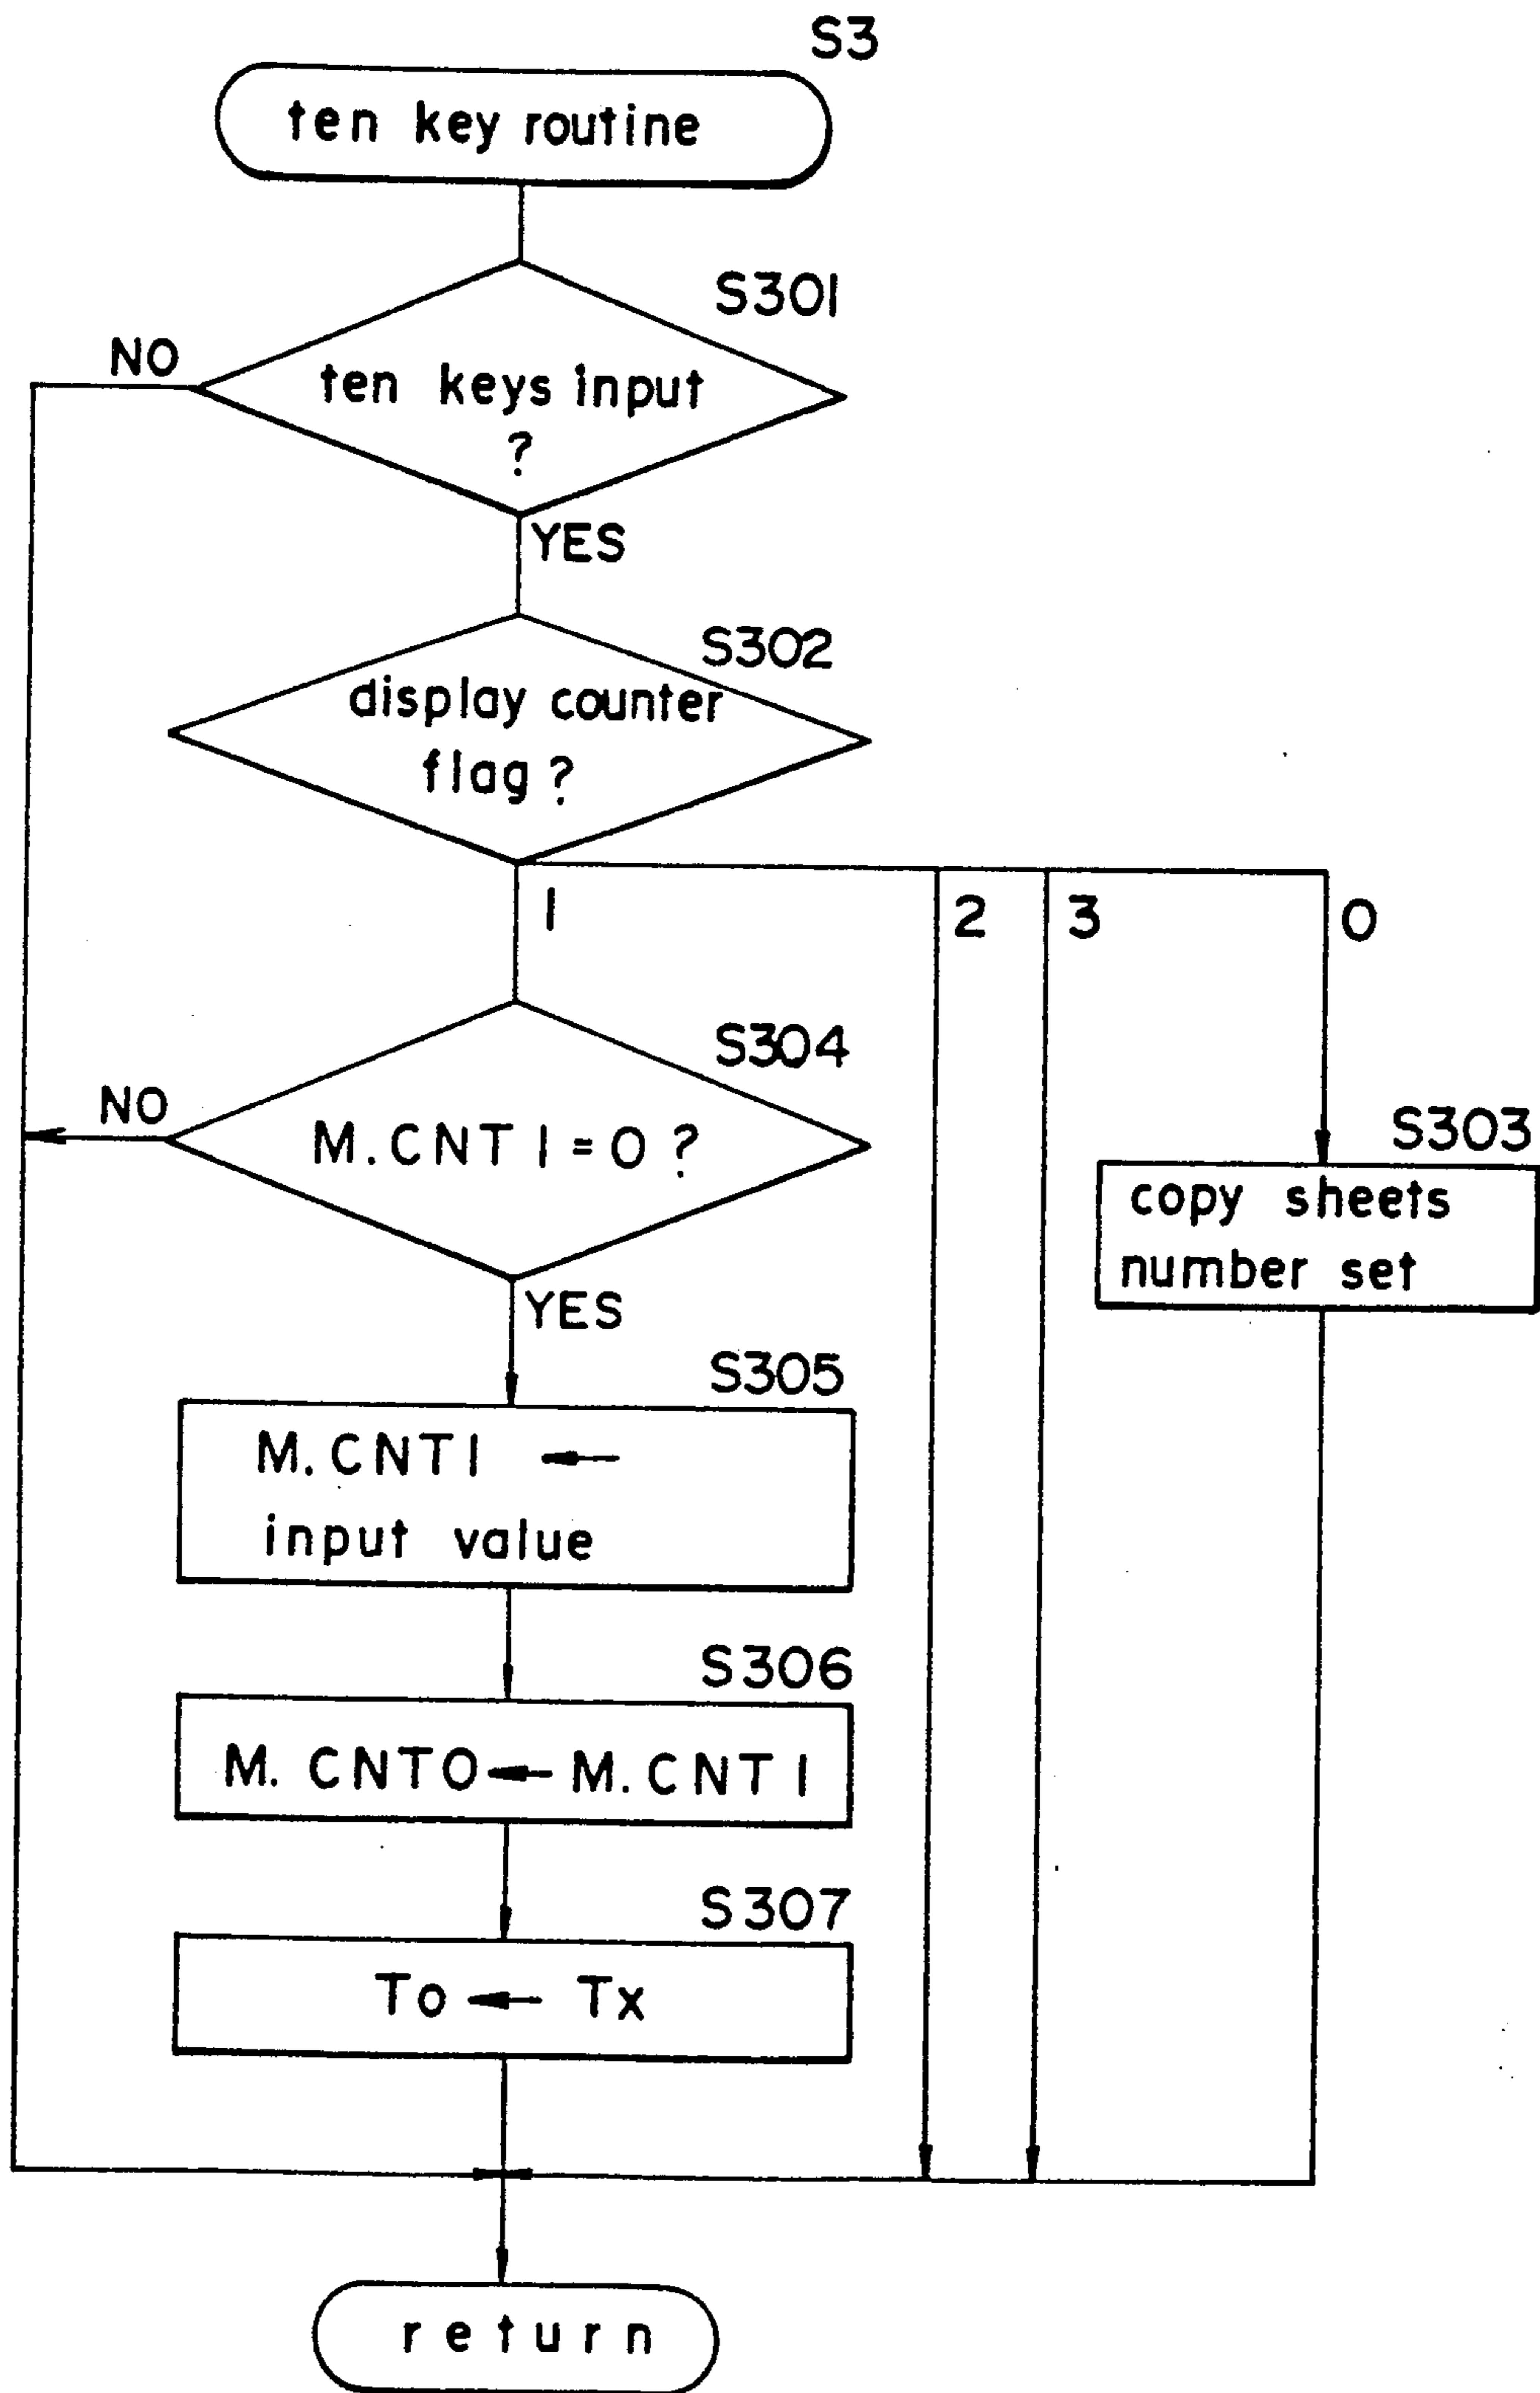 S3
ten key routine
S301
NO
ten keys input
?
YES
S302
display counter
flag ?
1
2
3
0
S304
NO
M.CNT1=0 ?
S303
copy sheets
number set
YES
S305
M.CNT1 ←
input value
S306
M.CNT0 ← M.CNT1
S307
To ← Tx
return